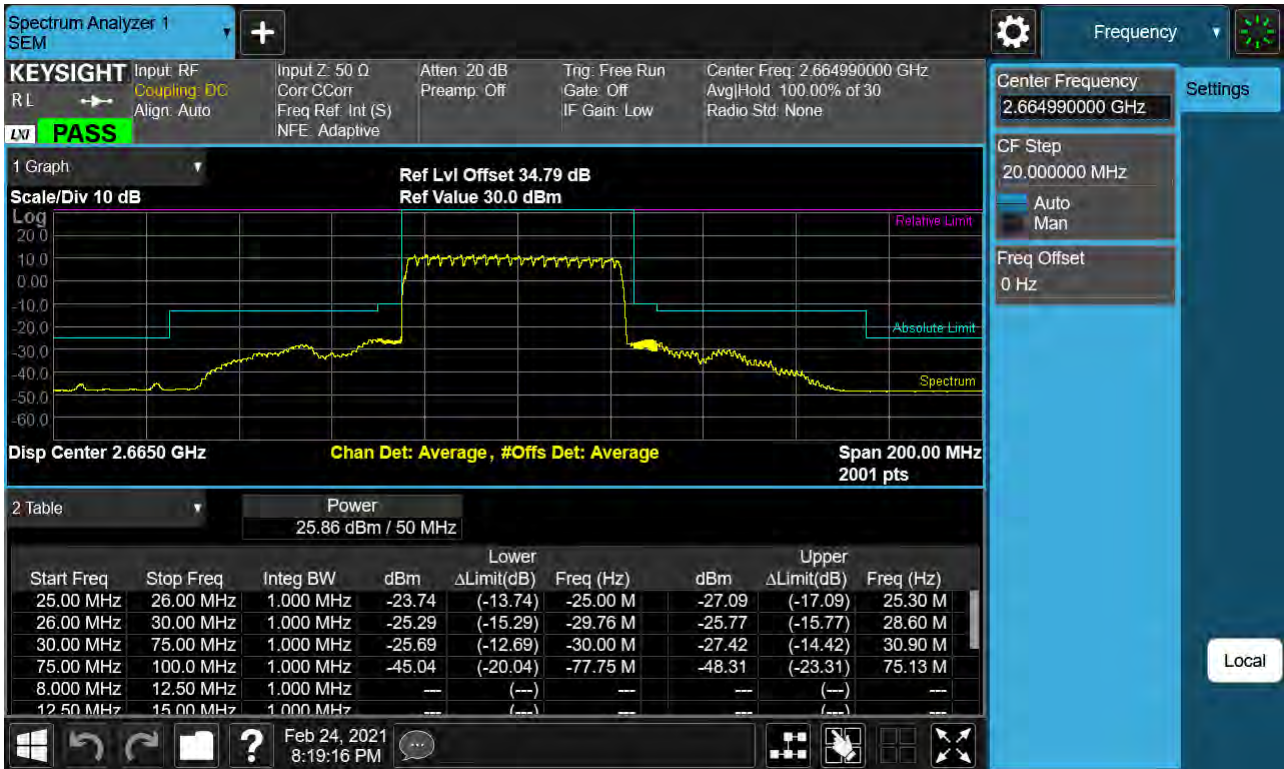 Spectrum Analyzer 1
SEM
Frequency
KEYSIGHT
R L
LXI
PASS
Input: RF
Coupling: DC
Align: Auto
Input Z: 50 Ω
Corr CCorr
Freq Ref: Int (S)
NFE: Adaptive
Atten: 20 dB
Preamp: Off
Trig: Free Run
Gate: Off
IF Gain: Low
Center Freq: 2.664990000 GHz
Avg|Hold: 100.00% of 30
Radio Std: None
Center Frequency
2.664990000 GHz
Settings
CF Step
20.000000 MHz
Auto
Man
Freq Offset
0 Hz
Local
1 Graph
Scale/Div 10 dB
Ref Lvl Offset 34.79 dB
Ref Value 30.0 dBm
Log
20.0
10.0
0.00
-10.0
-20.0
-30.0
-40.0
-50.0
-60.0
Relative Limit
Absolute Limit
Spectrum
Disp Center 2.6650 GHz
Chan Det: Average, #Offs Det: Average
Span 200.00 MHz
2001 pts
2 Table
Power
25.86 dBm / 50 MHz
Lower Upper
Start Freq Stop Freq Integ BW dBm ΔLimit(dB) Freq (Hz) dBm ΔLimit(dB) Freq (Hz)
25.00 MHz 26.00 MHz 1.000 MHz -23.74 (-13.74) -25.00 M -27.09 (-17.09) 25.30 M
26.00 MHz 30.00 MHz 1.000 MHz -25.29 (-15.29) -29.76 M -25.77 (-15.77) 28.60 M
30.00 MHz 75.00 MHz 1.000 MHz -25.69 (-12.69) -30.00 M -27.42 (-14.42) 30.90 M
75.00 MHz 100.0 MHz 1.000 MHz -45.04 (-20.04) -77.75 M -48.31 (-23.31) 75.13 M
8.000 MHz 12.50 MHz 1.000 MHz --- (---) --- --- (---) ---
12.50 MHz 15.00 MHz 1.000 MHz --- (---) --- --- (---) ---
?
Feb 24, 2021
8:19:16 PM